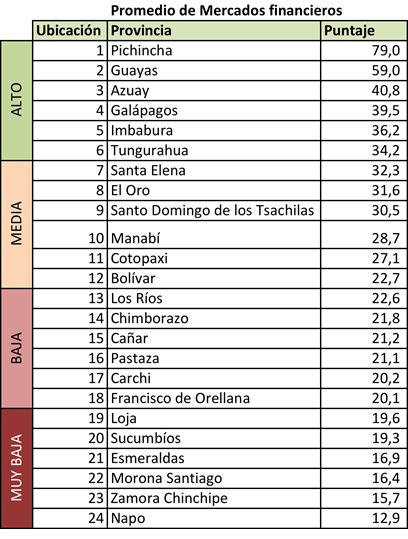 Promedio de Mercados financieros
Ubicación Provincia Puntaje
ALTO
1 Pichincha 79,0
2 Guayas 59,0
3 Azuay 40,8
4 Galápagos 39,5
5 Imbabura 36,2
6 Tungurahua 34,2
MEDIA
7 Santa Elena 32,3
8 El Oro 31,6
9 Santo Domingo de los Tsachilas 30,5
10 Manabí 28,7
11 Cotopaxi 27,1
12 Bolívar 22,7
BAJA
13 Los Ríos 22,6
14 Chimborazo 21,8
15 Cañar 21,2
16 Pastaza 21,1
17 Carchi 20,2
18 Francisco de Orellana 20,1
MUY BAJA
19 Loja 19,6
20 Sucumbíos 19,3
21 Esmeraldas 16,9
22 Morona Santiago 16,4
23 Zamora Chinchipe 15,7
24 Napo 12,9